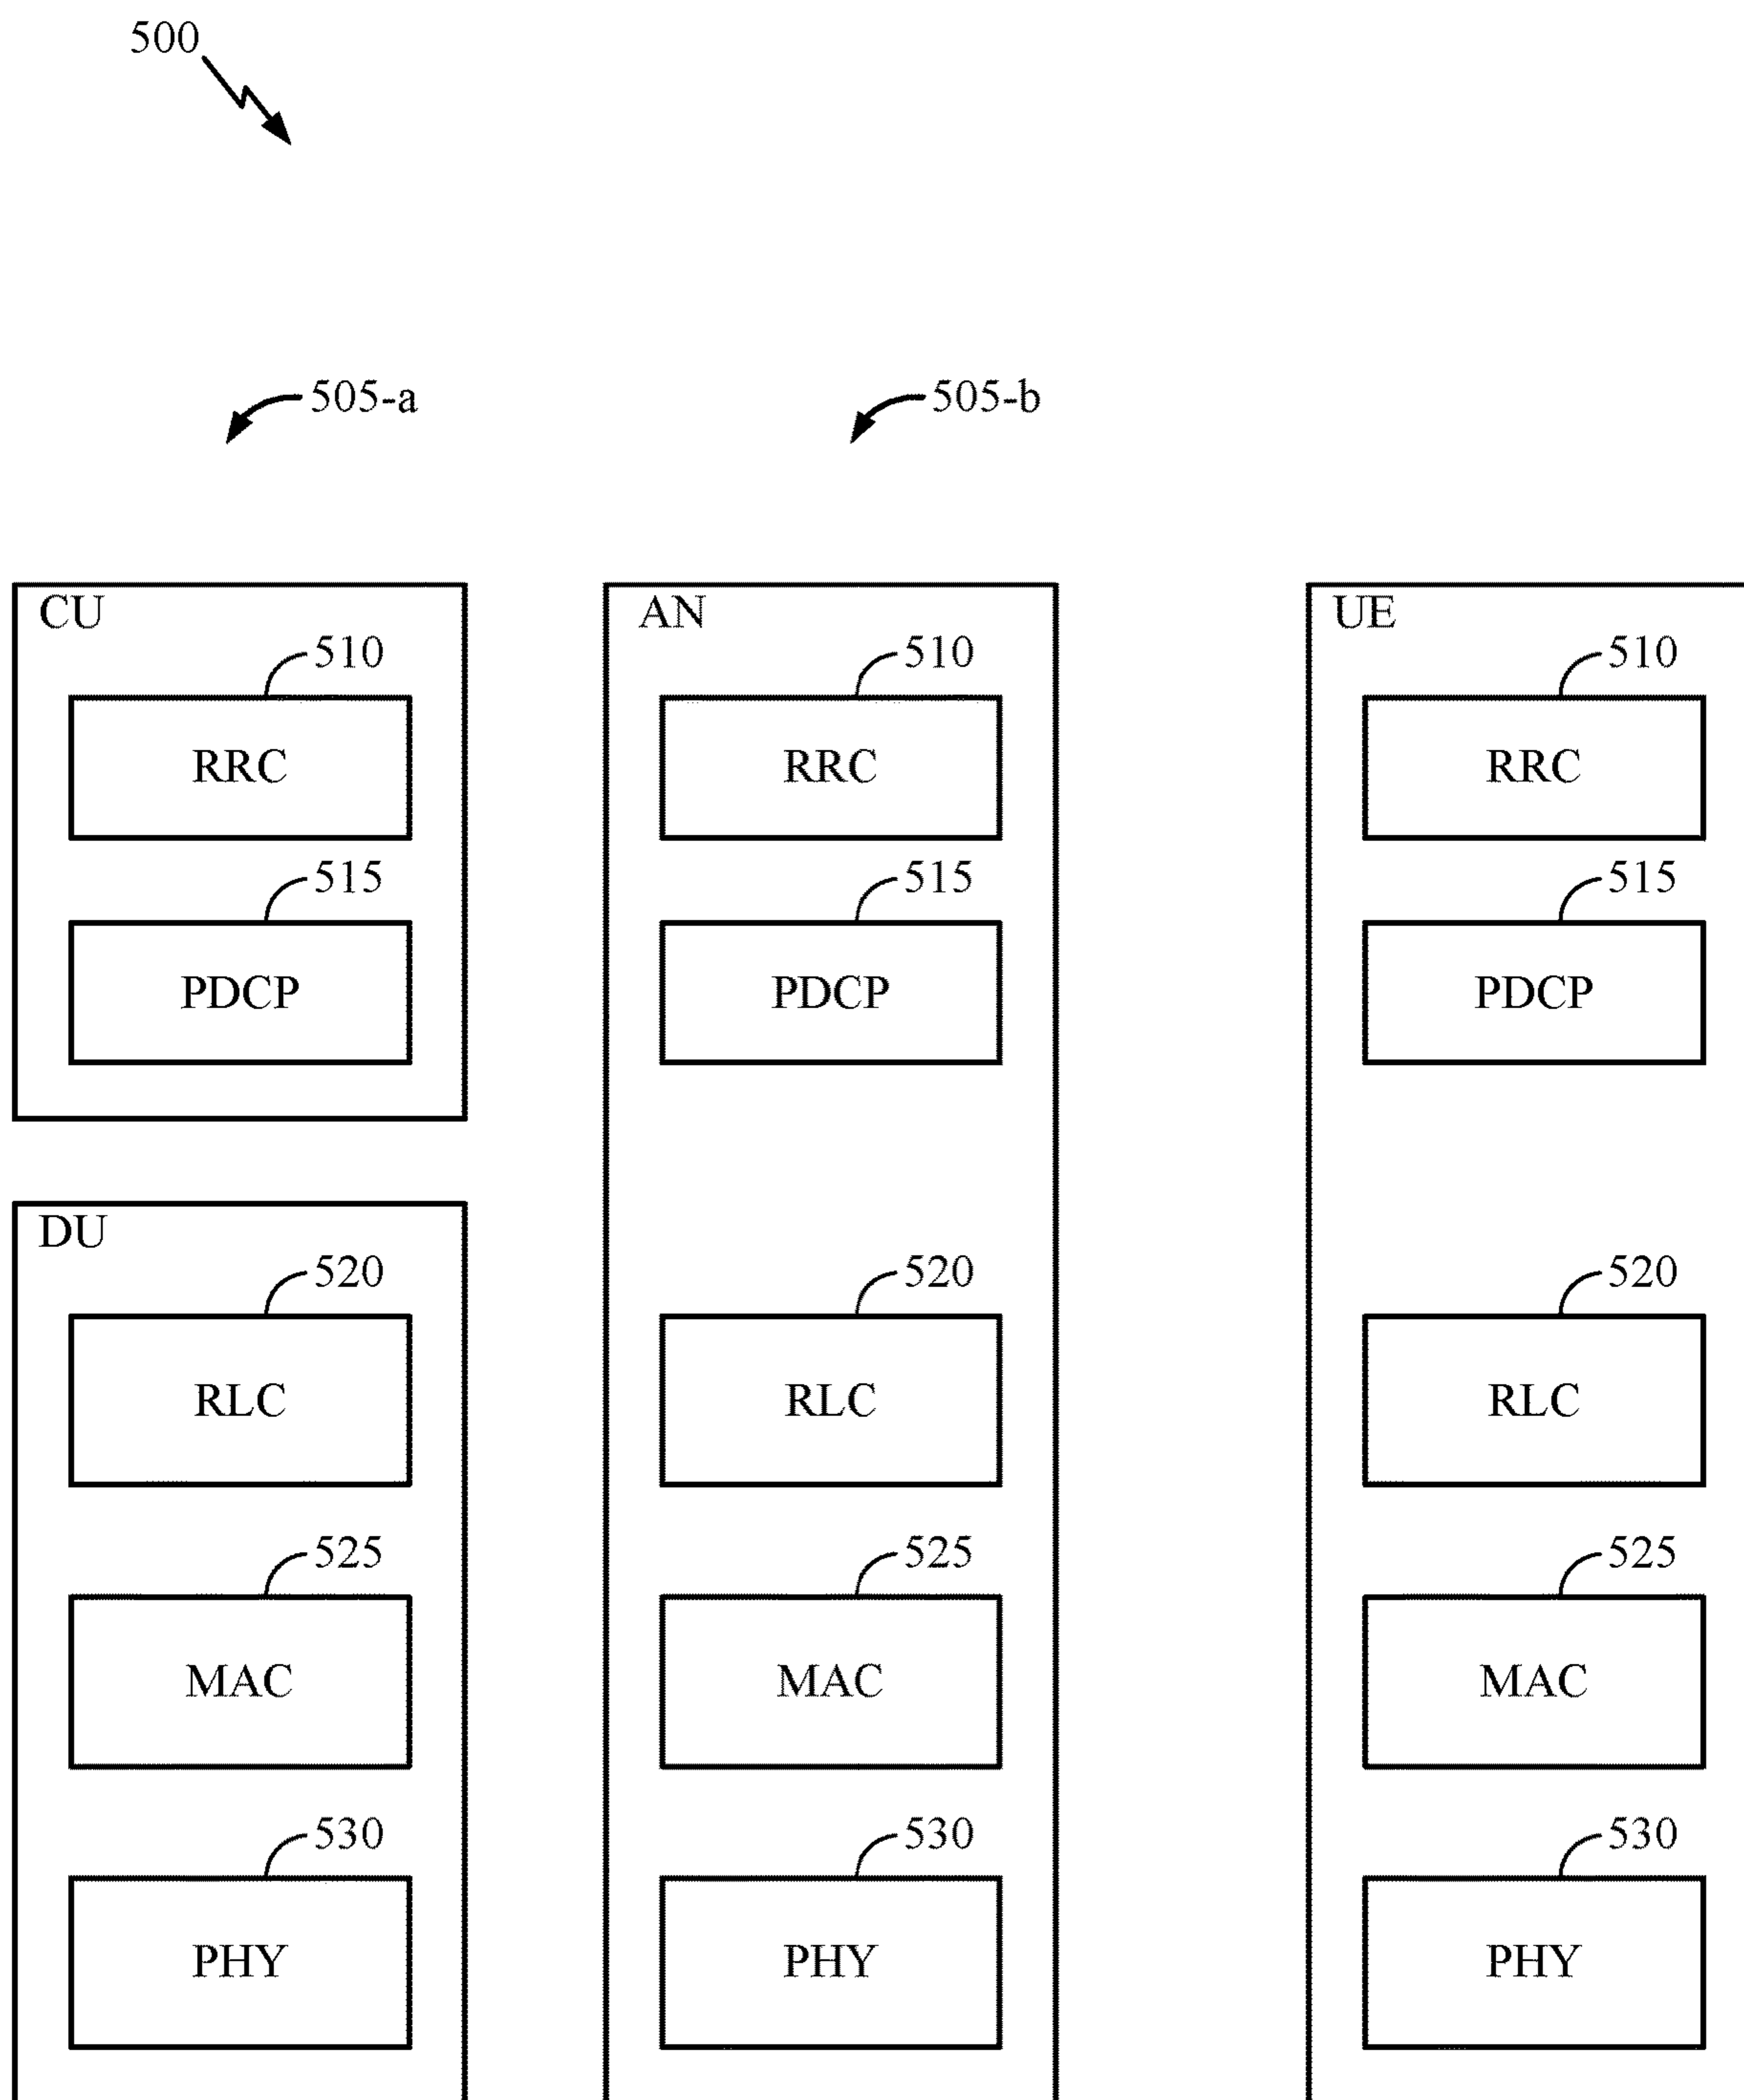 500
505-a 505-b
CU AN UE
510 510 510
RRC RRC RRC
515 515 515
PDCP PDCP PDCP
DU
520 520 520
RLC RLC RLC
525 525 525
MAC MAC MAC
530 530 530
PHY PHY PHY